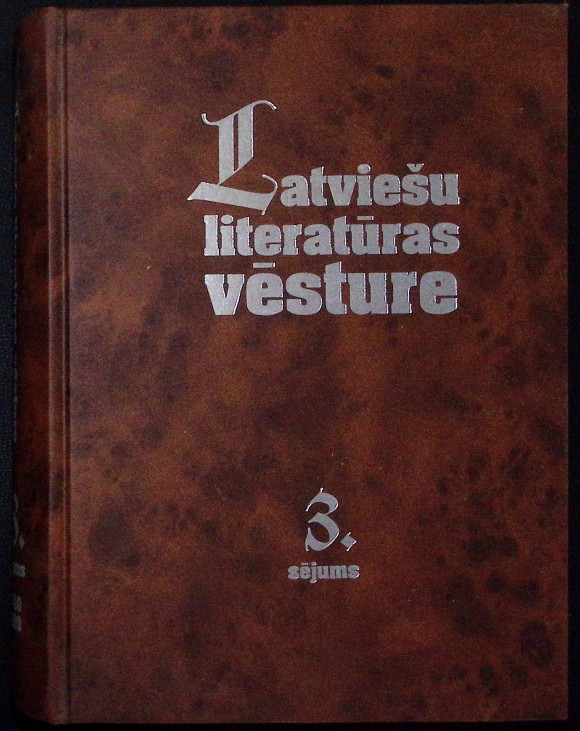 Latviešu
literatūras
vēsture
3.
sējums